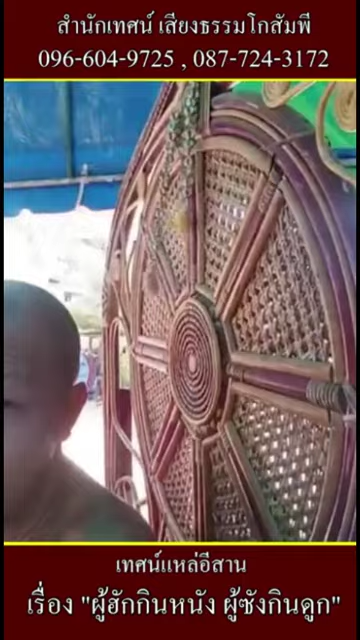 สำนักเทศน์ เสียงธรรมโกสัมพี
096-604-9725 , 087-724-3172
เทศน์แหล่อีสาน
เรื่อง "ผู้ฮักกินหนัง ผู้ซังกินดูก"